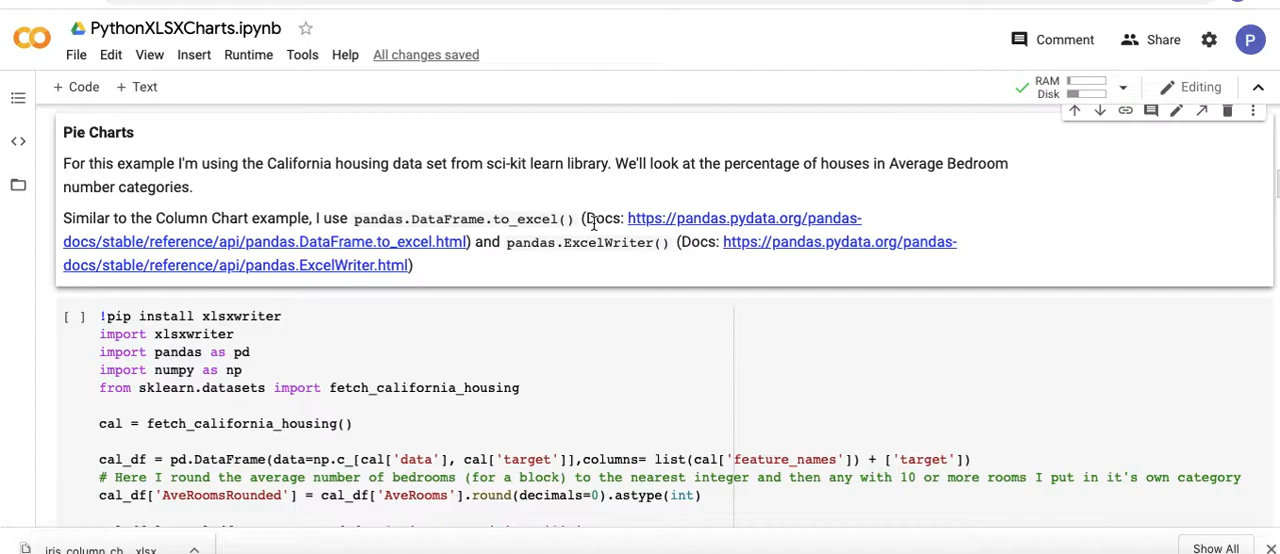 PythonXLSXCharts.ipynb
File Edit View Insert Runtime Tools Help All changes saved
Comment Share P
+ Code + Text
RAM
Disk
Editing
Pie Charts
For this example I'm using the California housing data set from sci-kit learn library. We'll look at the percentage of houses in Average Bedroom
number categories.
Similar to the Column Chart example, I use pandas.DataFrame.to_excel() (Docs: https://pandas.pydata.org/pandas-
docs/stable/reference/api/pandas.DataFrame.to_excel.html) and pandas.ExcelWriter() (Docs: https://pandas.pydata.org/pandas-
docs/stable/reference/api/pandas.ExcelWriter.html)
[ ] !pip install xlsxwriter
import xlsxwriter
import pandas as pd
import numpy as np
from sklearn.datasets import fetch_california_housing
cal = fetch_california_housing()
cal_df = pd.DataFrame(data=np.c_[cal['data'], cal['target']],columns= list(cal['feature_names']) + ['target'])
# Here I round the average number of bedrooms (for a block) to the nearest integer and then any with 10 or more rooms I put in it's own category
cal_df['AveRoomsRounded'] = cal_df['AveRooms'].round(decimals=0).astype(int)
iris_column_ch...xlsx
Show All